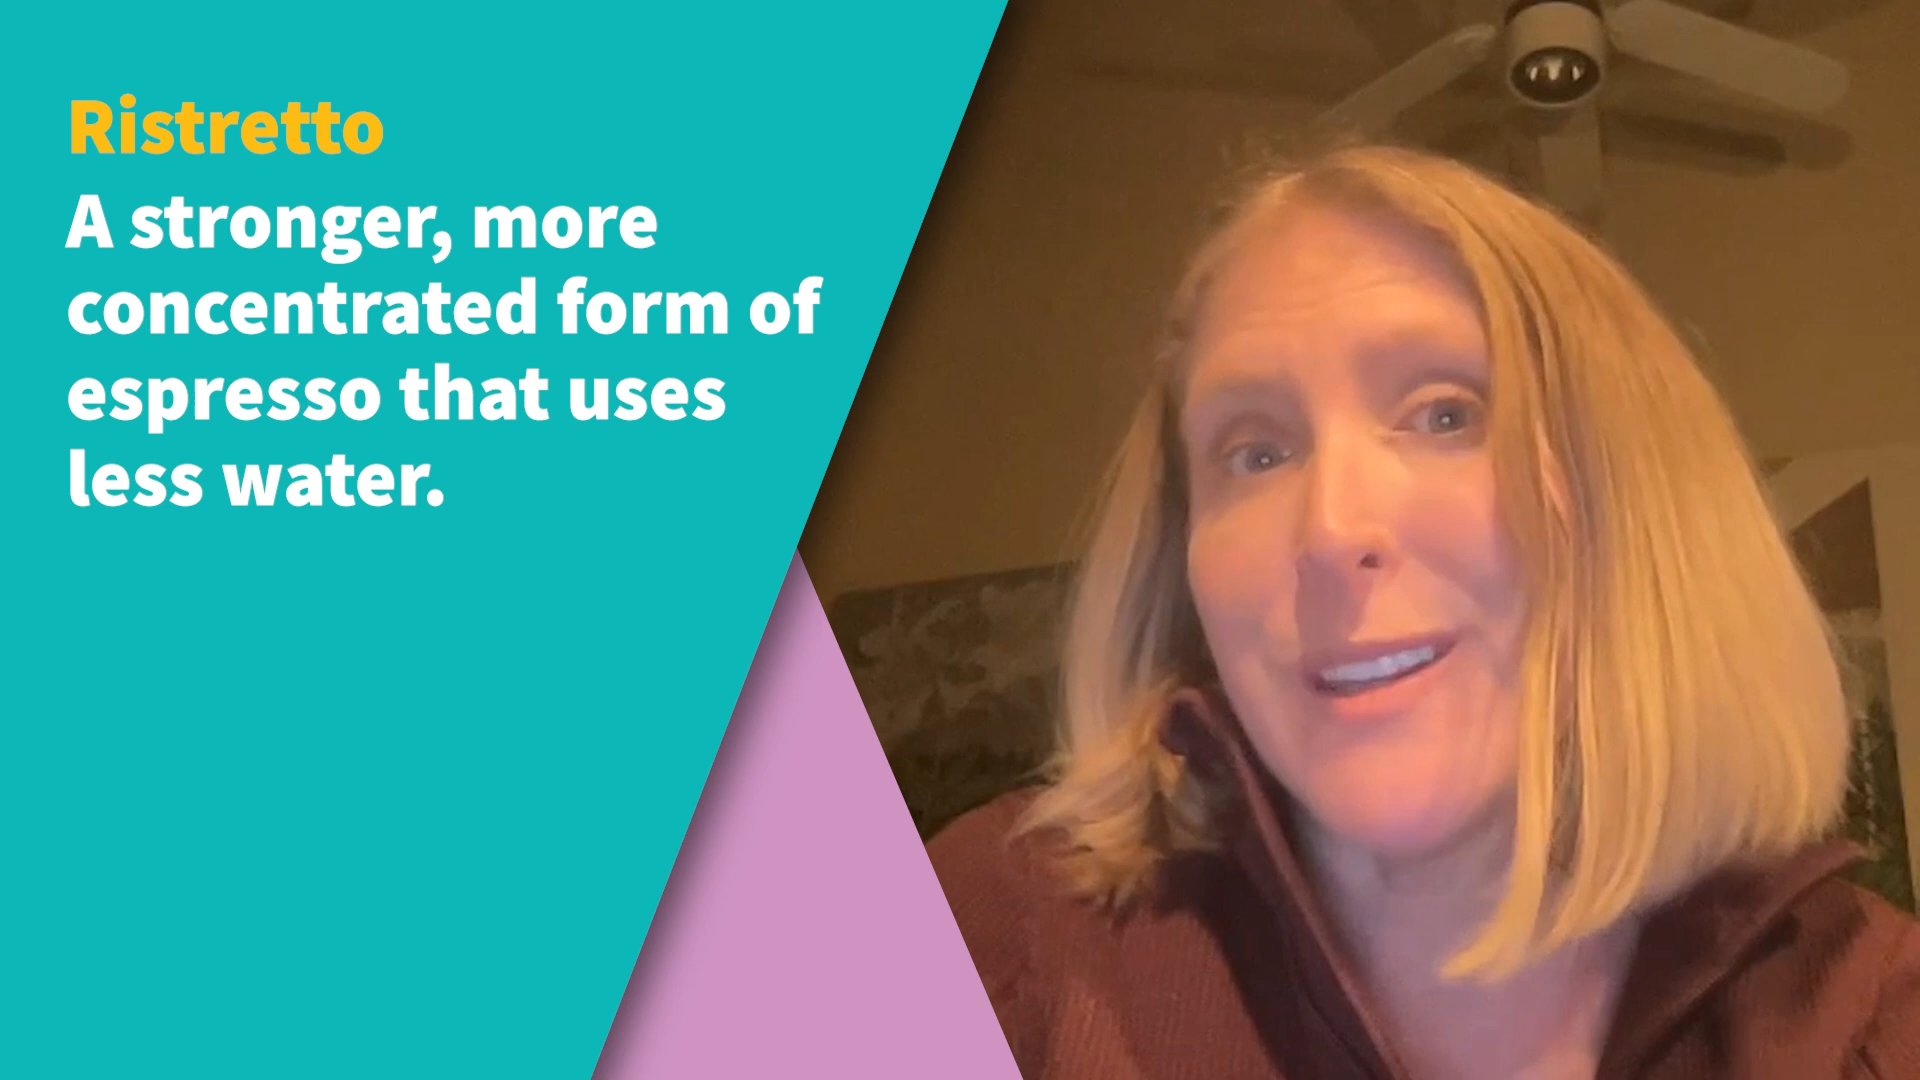 Ristretto
A stronger, more
concentrated form of
espresso that uses
less water.